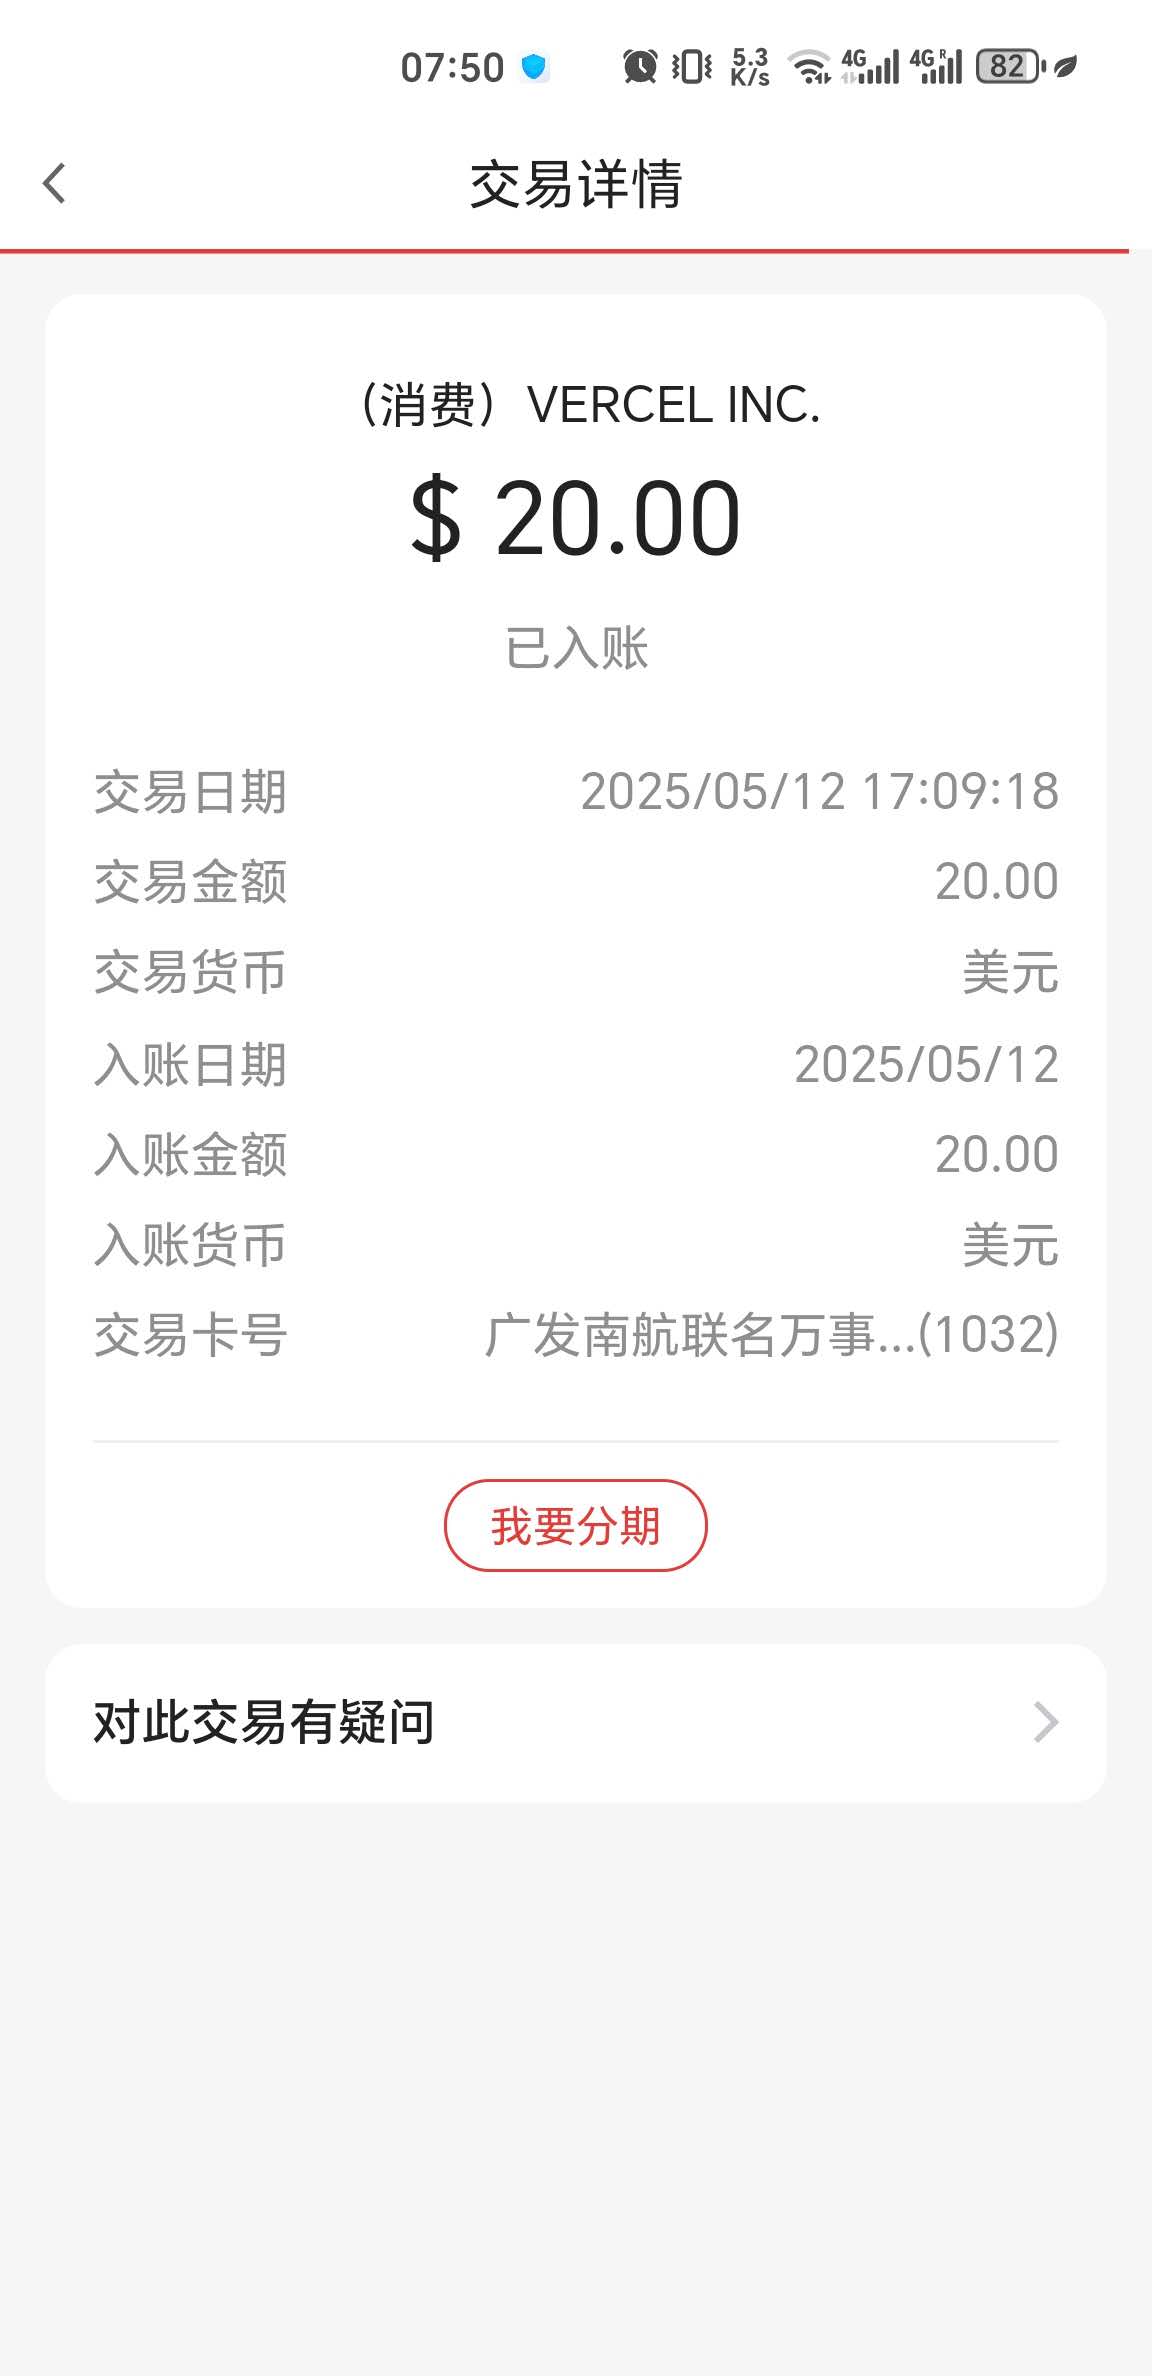 07:50 5.3 K/s 4G 4G R 82
交易详情
(消费) VERCEL INC.
$ 20.00
已入账
交易日期 2025/05/12 17:09:18
交易金额 20.00
交易货币 美元
入账日期 2025/05/12
入账金额 20.00
入账货币 美元
交易卡号 广发南航联名万事...(1032)
我要分期
对此交易有疑问